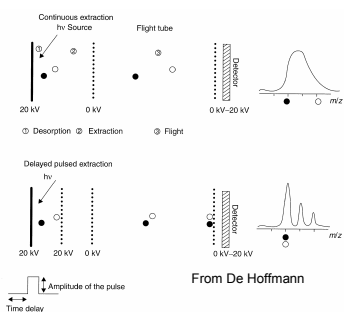 Continuous extraction
hν Source
Flight tube
① ② ③
Detector
m/z
20 kV 0 kV 0 kV–20 kV
① Desorption ② Extraction ③ Flight
Delayed pulsed extraction
hν
Detector
m/z
20 kV 20 kV 0 kV 0 kV–20 kV
Amplitude of the pulse
Time delay
From De Hoffmann